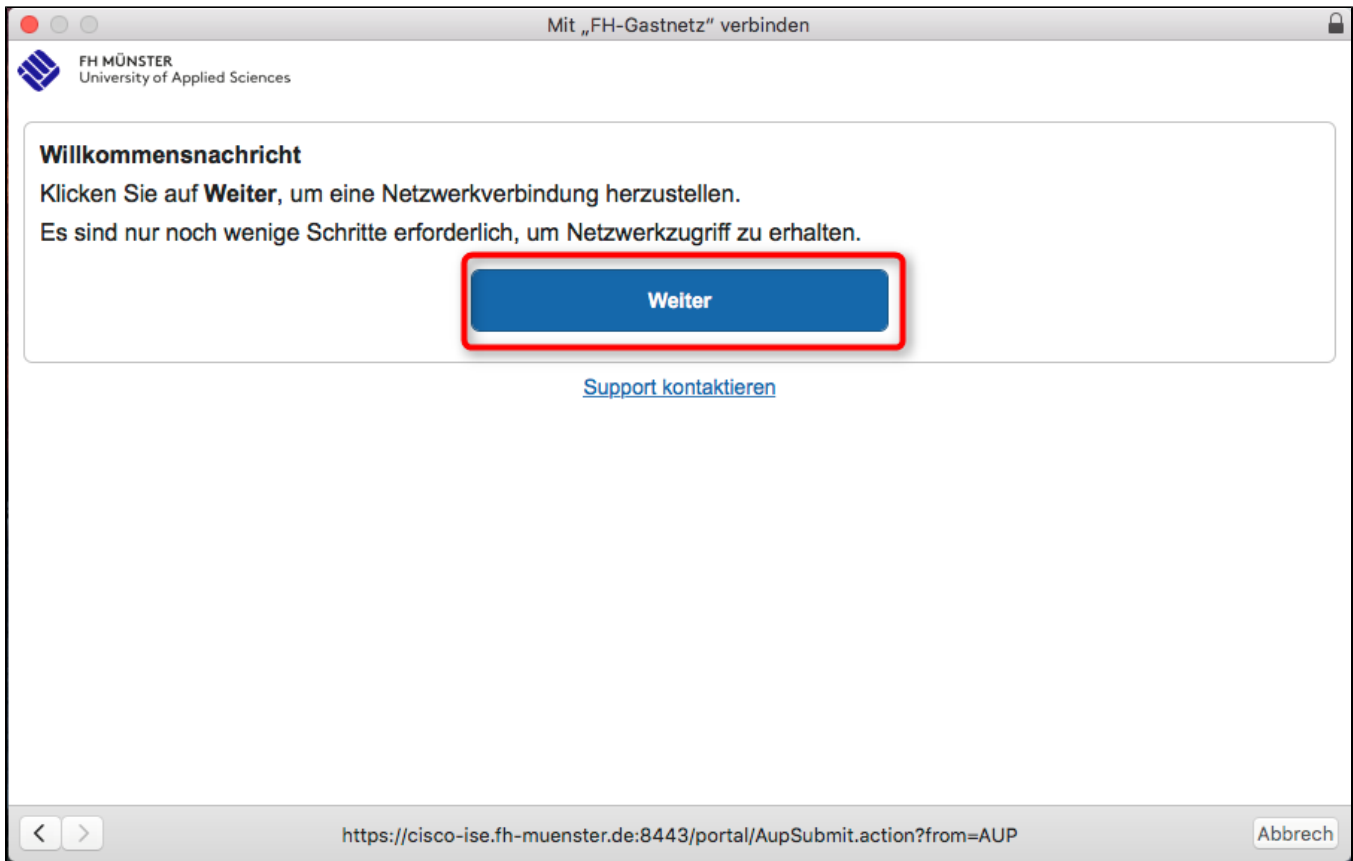 Mit „FH-Gastnetz” verbinden
FH MÜNSTER
University of Applied Sciences
Willkommensnachricht
Klicken Sie auf Weiter, um eine Netzwerkverbindung herzustellen.
Es sind nur noch wenige Schritte erforderlich, um Netzwerkzugriff zu erhalten.
Weiter
Support kontaktieren
https://cisco-ise.fh-muenster.de:8443/portal/AupSubmit.action?from=AUP
Abbrech